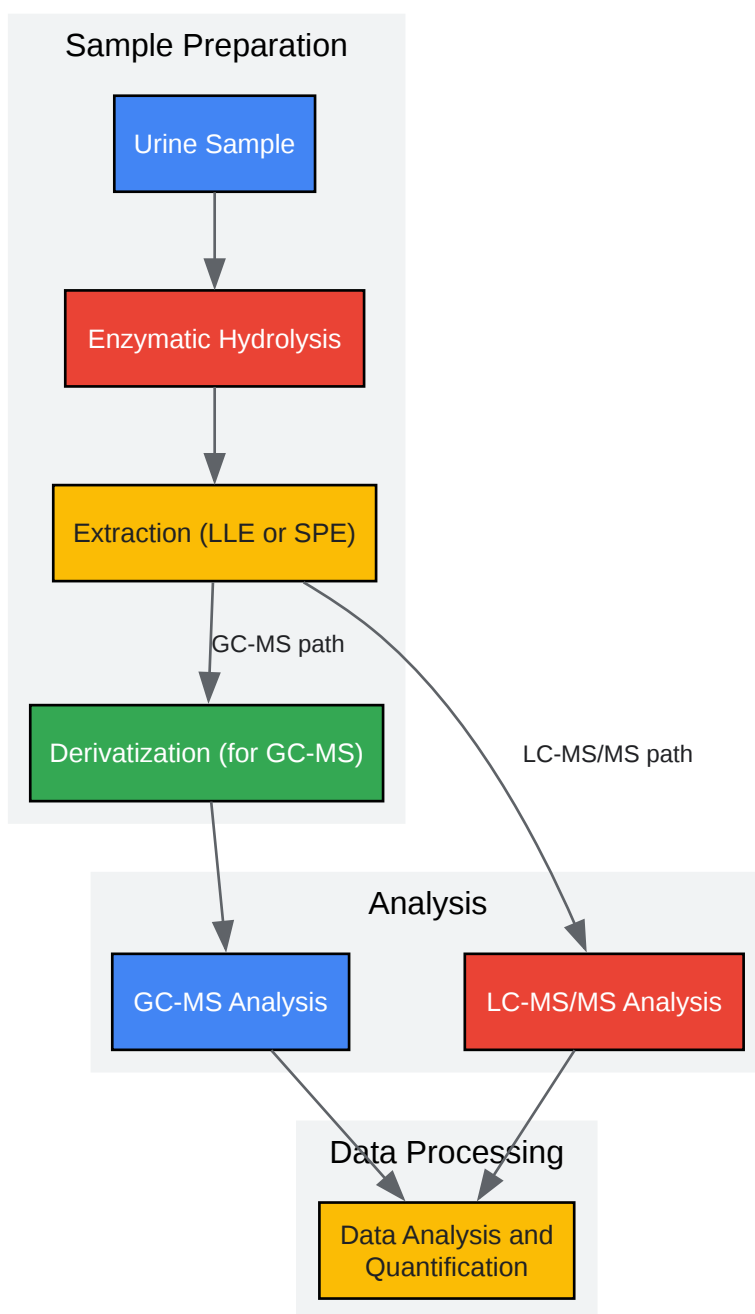 Sample Preparation
Urine Sample
Enzymatic Hydrolysis
Extraction (LLE or SPE)
GC-MS path
Derivatization (for GC-MS)
LC-MS/MS path
Analysis
GC-MS Analysis
LC-MS/MS Analysis
Data Processing
Data Analysis and
Quantification